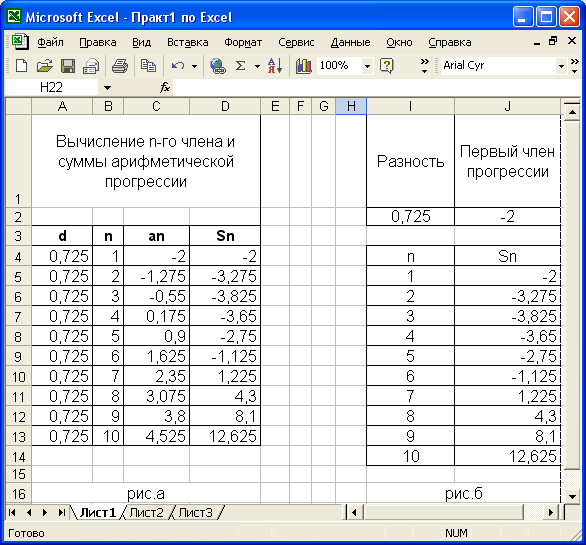 Microsoft Excel - Практ1 по Excel
Файл Правка Вид Вставка Формат Сервис Данные Окно Справка
100% Arial Cyr
H22 fx
A B C D E F G H I J
1 Вычисление n-го члена и суммы арифметической прогрессии Разность Первый член прогрессии
2 0,725 -2
3 d n an Sn
4 0,725 1 -2 -2 n Sn
5 0,725 2 -1,275 -3,275 1 -2
6 0,725 3 -0,55 -3,825 2 -3,275
7 0,725 4 0,175 -3,65 3 -3,825
8 0,725 5 0,9 -2,75 4 -3,65
9 0,725 6 1,625 -1,125 5 -2,75
10 0,725 7 2,35 1,225 6 -1,125
11 0,725 8 3,075 4,3 7 1,225
12 0,725 9 3,8 8,1 8 4,3
13 0,725 10 4,525 12,625 9 8,1
14 10 12,625
15
16 рис.а рис.б
Лист1 Лист2 Лист3
Готово NUM